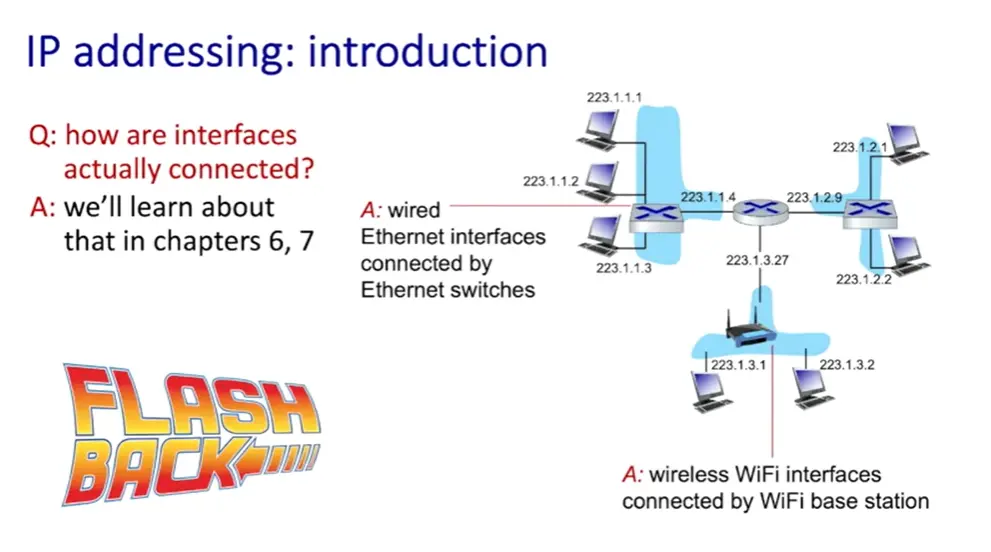 IP addressing: introduction
Q: how are interfaces
actually connected?
A: we'll learn about
that in chapters 6, 7
FLASH
BACK
223.1.1.1
223.1.1.2
223.1.1.3
A: wired
Ethernet interfaces
connected by
Ethernet switches
223.1.1.4
223.1.2.9
223.1.2.1
223.1.2.2
223.1.3.27
223.1.3.1
223.1.3.2
A: wireless WiFi interfaces
connected by WiFi base station